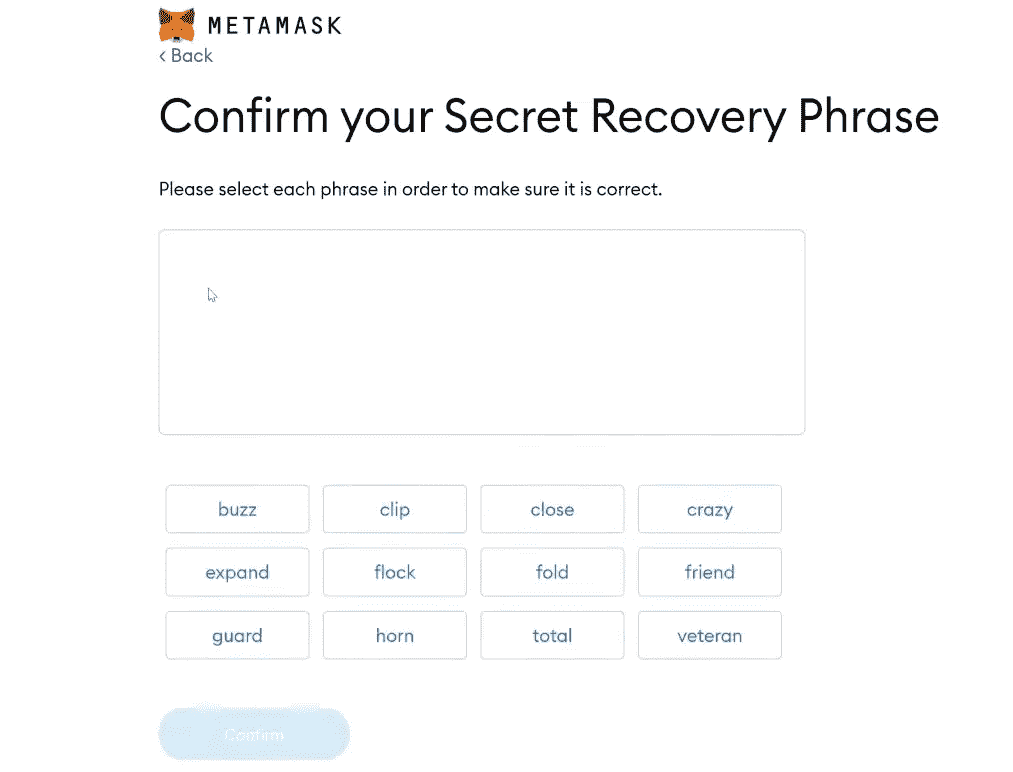 METAMASK
< Back
Confirm your Secret Recovery Phrase
Please select each phrase in order to make sure it is correct.
buzz clip close crazy
expand flock fold friend
guard horn total veteran
Confirm